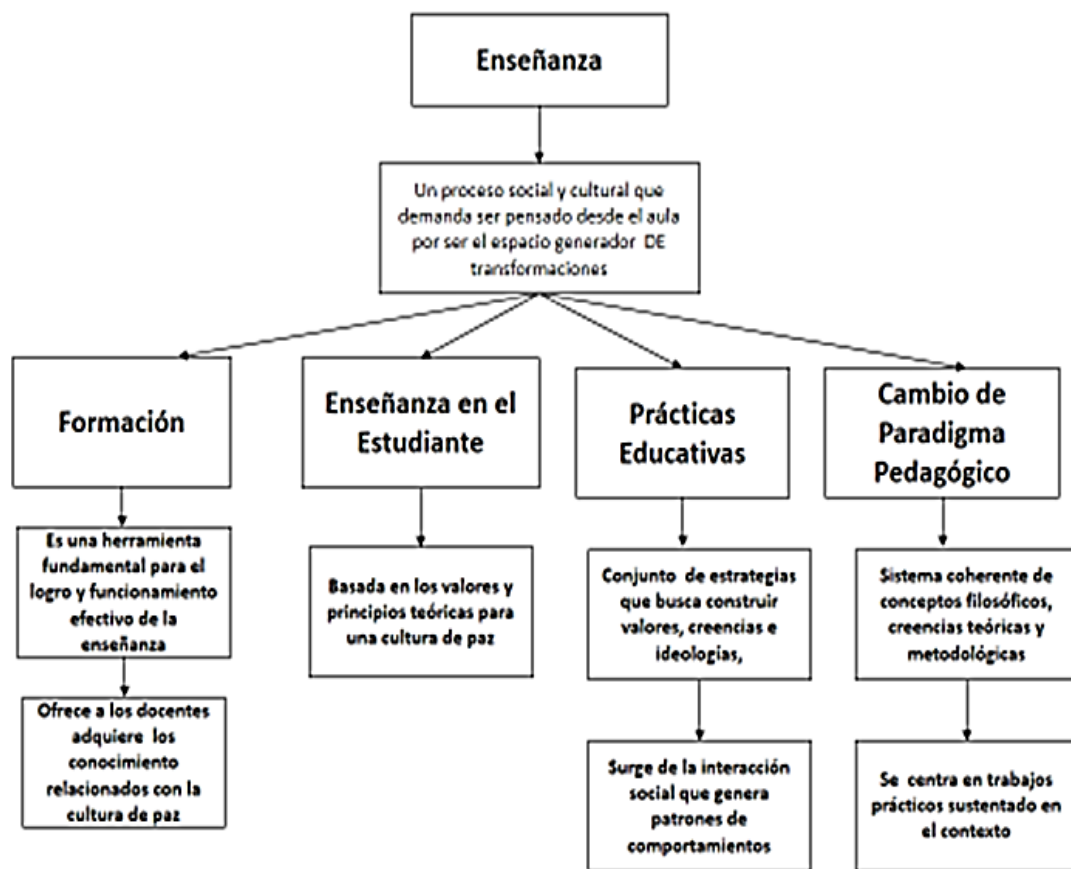 Enseñanza
Un proceso social y cultural que
demanda ser pensado desde el aula
por ser el espacio generador DE
transformaciones
Formación
Es una herramienta
fundamental para el
logro y funcionamiento
efectivo de la
enseñanza
Ofrece a los docentes
adquiere los
conocimiento
relacionados con la
cultura de paz
Enseñanza en el
Estudiante
Basada en los valores y
principios teóricas para
una cultura de paz
Prácticas
Educativas
Conjunto de estrategias
que busca construir
valores, creencias e
ideologías,
Surge de la interacción
social que genera
patrones de
comportamientos
Cambio de
Paradigma
Pedagógico
Sistema coherente de
conceptos filosóficos,
creencias teóricas y
metodológicas
Se centra en trabajos
prácticos sustentado en
el contexto